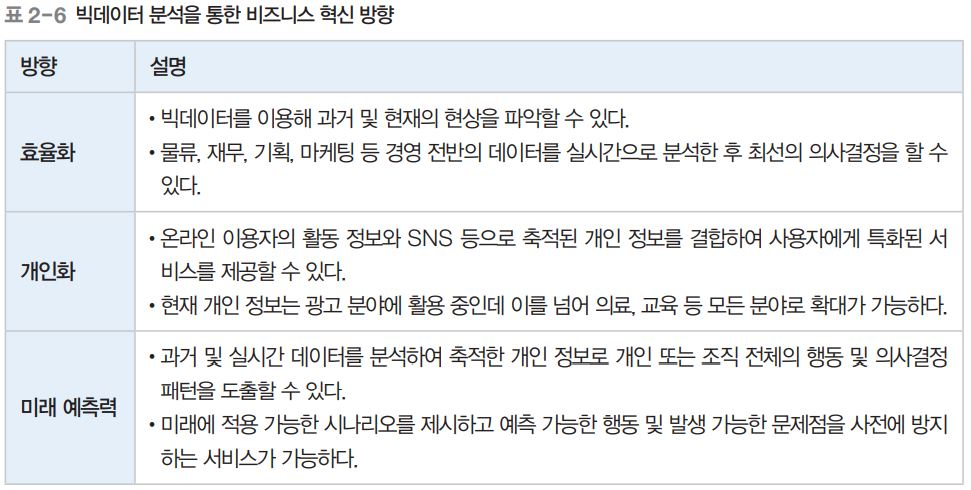 표 2-6 빅데이터 분석을 통한 비즈니스 혁신 방향
방향 설명
효율화
• 빅데이터를 이용해 과거 및 현재의 현상을 파악할 수 있다.
• 물류, 재무, 기획, 마케팅 등 경영 전반의 데이터를 실시간으로 분석한 후 최선의 의사결정을 할 수
있다.
개인화
• 온라인 이용자의 활동 정보와 SNS 등으로 축적된 개인 정보를 결합하여 사용자에게 특화된 서
비스를 제공할 수 있다.
• 현재 개인 정보는 광고 분야에 활용 중인데 이를 넘어 의료, 교육 등 모든 분야로 확대가 가능하다.
미래 예측력
• 과거 및 실시간 데이터를 분석하여 축적한 개인 정보로 개인 또는 조직 전체의 행동 및 의사결정
패턴을 도출할 수 있다.
• 미래에 적용 가능한 시나리오를 제시하고 예측 가능한 행동 및 발생 가능한 문제점을 사전에 방지
하는 서비스가 가능하다.